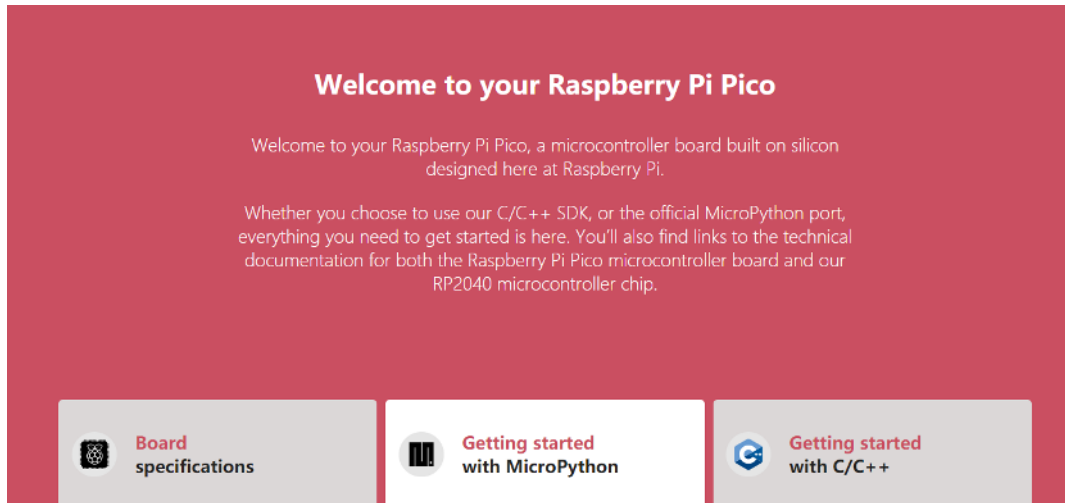 Welcome to your Raspberry Pi Pico
Welcome to your Raspberry Pi Pico, a microcontroller board built on silicon
designed here at Raspberry Pi.
Whether you choose to use our C/C++ SDK, or the official MicroPython port,
everything you need to get started is here. You'll also find links to the technical
documentation for both the Raspberry Pi Pico microcontroller board and our
RP2040 microcontroller chip.
Board
specifications
Getting started
with MicroPython
Getting started
with C/C++